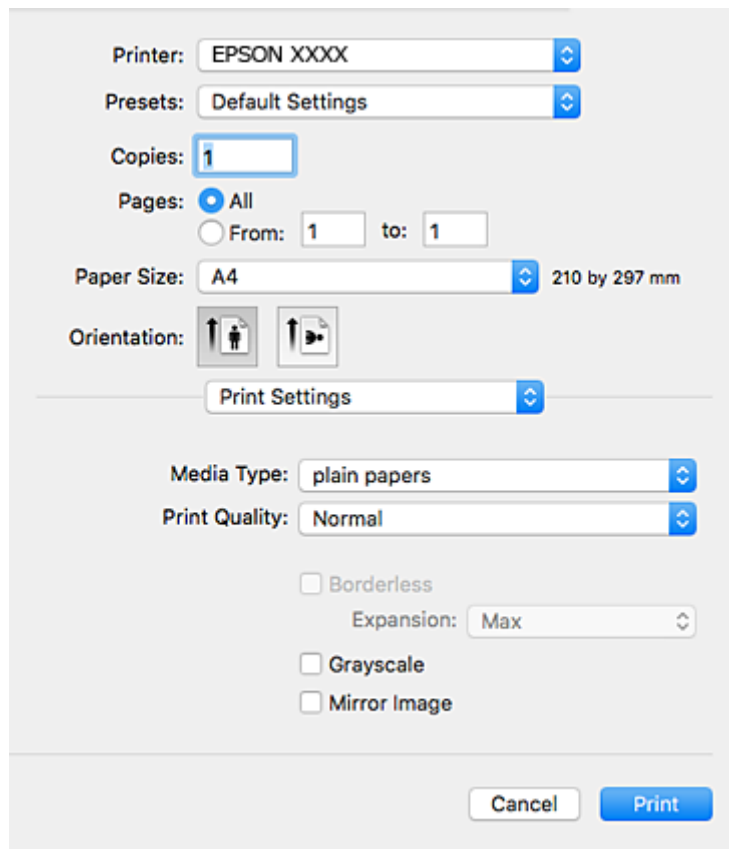 Printer: EPSON XXXX
Presets: Default Settings
Copies: 1
Pages: All
From: 1 to: 1
Paper Size: A4 210 by 297 mm
Orientation:
Print Settings
Media Type: plain papers
Print Quality: Normal
Borderless
Expansion: Max
Grayscale
Mirror Image
Cancel Print